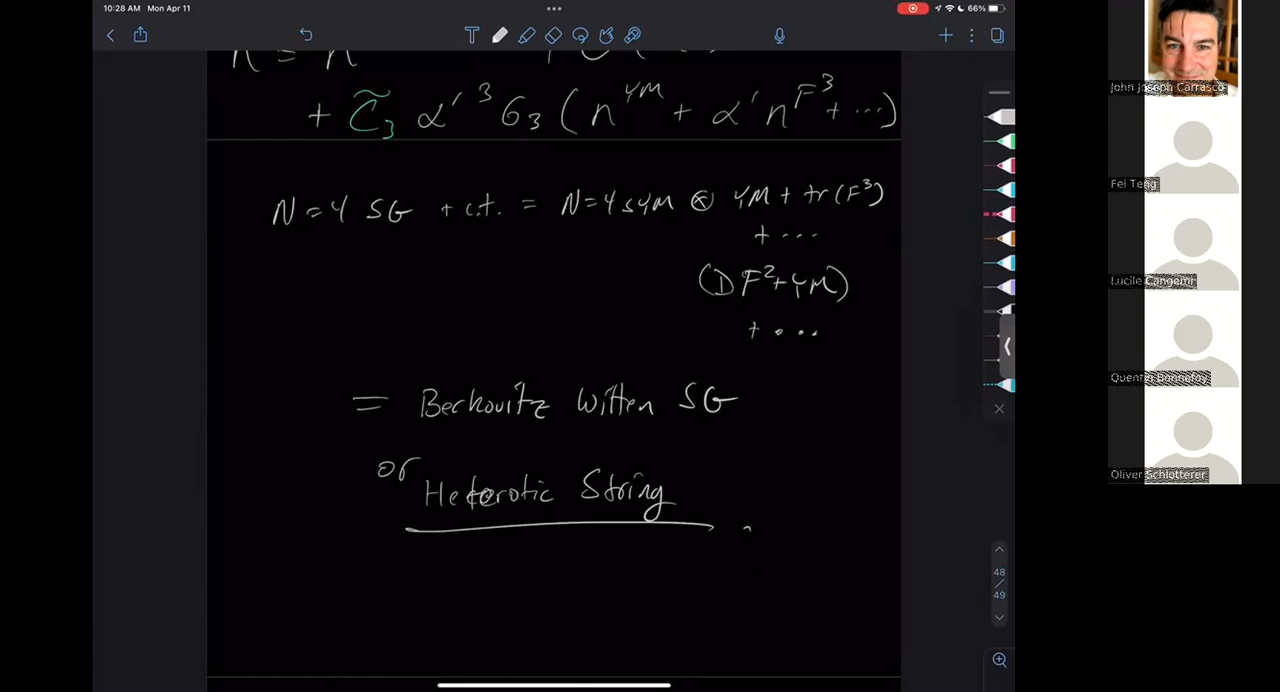 10:28 AM Mon Apr 11
66%
+ C̃₃ α'³ G₃ (n^YM + α' n^F³ + ...)
N=4 SG + c.t. = N=4 SYM ⊗ YM + tr(F³)
+ ...
(DF² + YM)
+ ...
= Berkovitz Witten SG
or
Heterotic String
48
49
John Joseph Carrasco
Fei Teng
Lucile Cangemi
Quentin Bonnefoy
Oliver Schlotterer